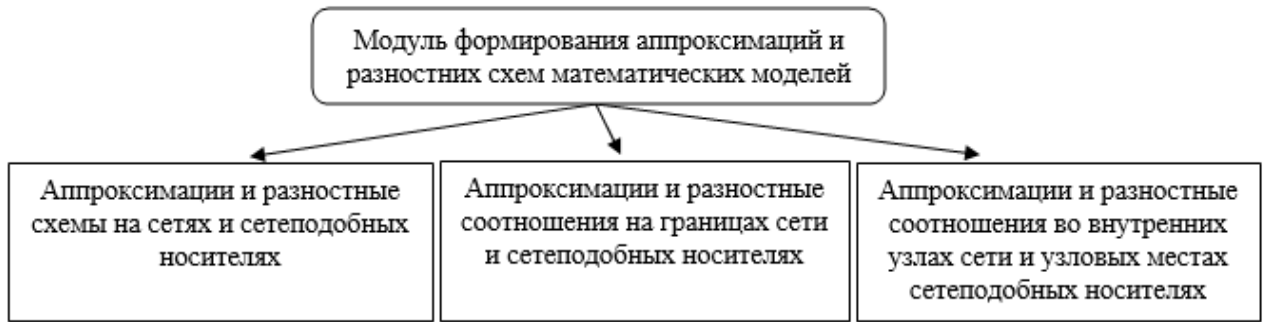 Модуль формирования аппроксимаций и
разностних схем математических моделей
Аппроксимации и разностные
схемы на сетях и сетеподобных
носителях
Аппроксимации и разностные
соотношения на границах сети
и сетеподобных носителях
Аппроксимации и разностные
соотношения во внутренних
узлах сети и узловых местах
сетеподобных носителях